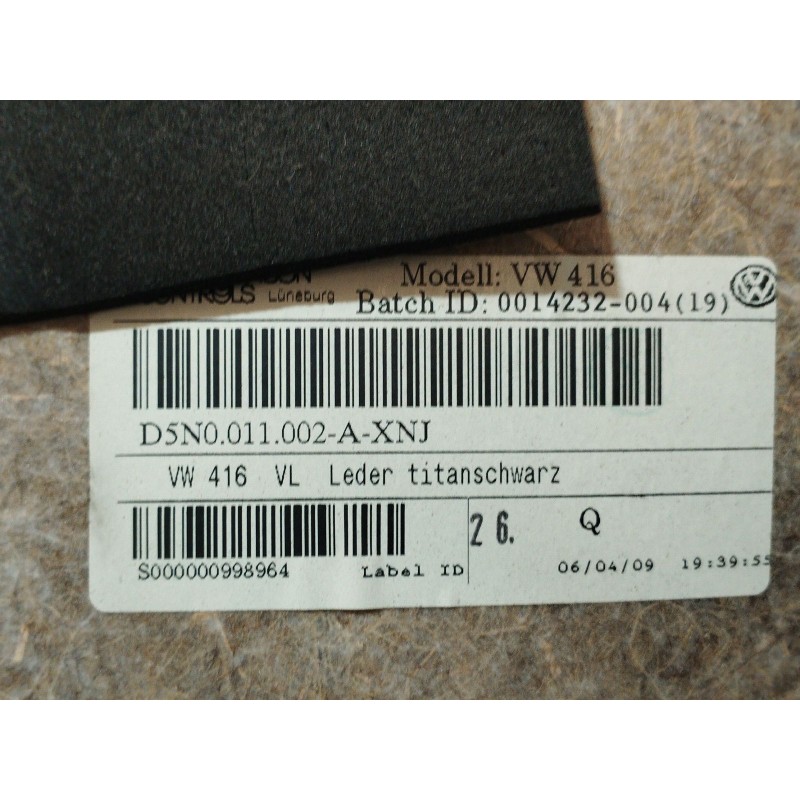 Modell: VW 416
CONTROLS Lüneburg Batch ID: 0014232-004(19)
D5N0.011.002-A-XNJ
VW 416 VL Leder titanschwarz
26. Q
S000000998964 Label ID 06/04/09 19:39:55